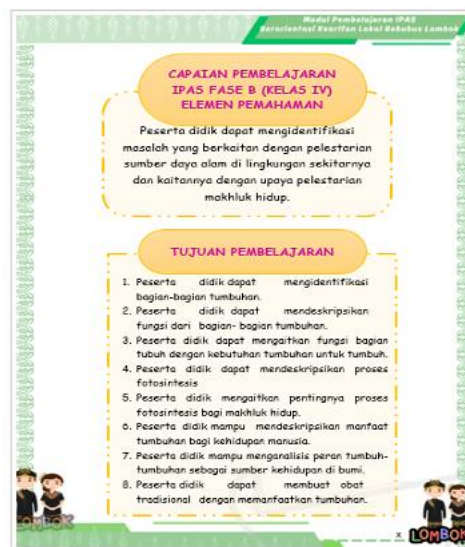 Modul Pembelajaran IPAS
Berorientasi Kearifan Lokal Bebubus Lombok
CAPAIAN PEMBELAJARAN
IPAS FASE B (KELAS IV)
ELEMEN PEMAHAMAN
Peserta didik dapat mengidentifikasi
masalah yang berkaitan dengan pelestarian
sumber daya alam di lingkungan sekitarnya
dan kaitannya dengan upaya pelestarian
makhluk hidup.
TUJUAN PEMBELAJARAN
1. Peserta didik dapat mengidentifikasi
bagian-bagian tumbuhan.
2. Peserta didik dapat mendeskripsikan
fungsi dari bagian- bagian tumbuhan.
3. Peserta didik dapat mengaitkan fungsi bagian
tubuh dengan kebutuhan tumbuhan untuk tumbuh.
4. Peserta didik dapat mendeskripsikan proses
fotosintesis
5. Peserta didik mengaitkan pentingnya proses
fotosintesis bagi makhluk hidup.
6. Peserta didik mampu mendeskripsikan manfaat
tumbuhan bagi kehidupan manusia.
7. Peserta didik mampu menganalisis peran tumbuh-
tumbuhan sebagai sumber kehidupan di bumi.
8. Peserta didik dapat membuat obat
tradisional dengan memanfaatkan tumbuhan.
LOMBOK
x
LOMBOK